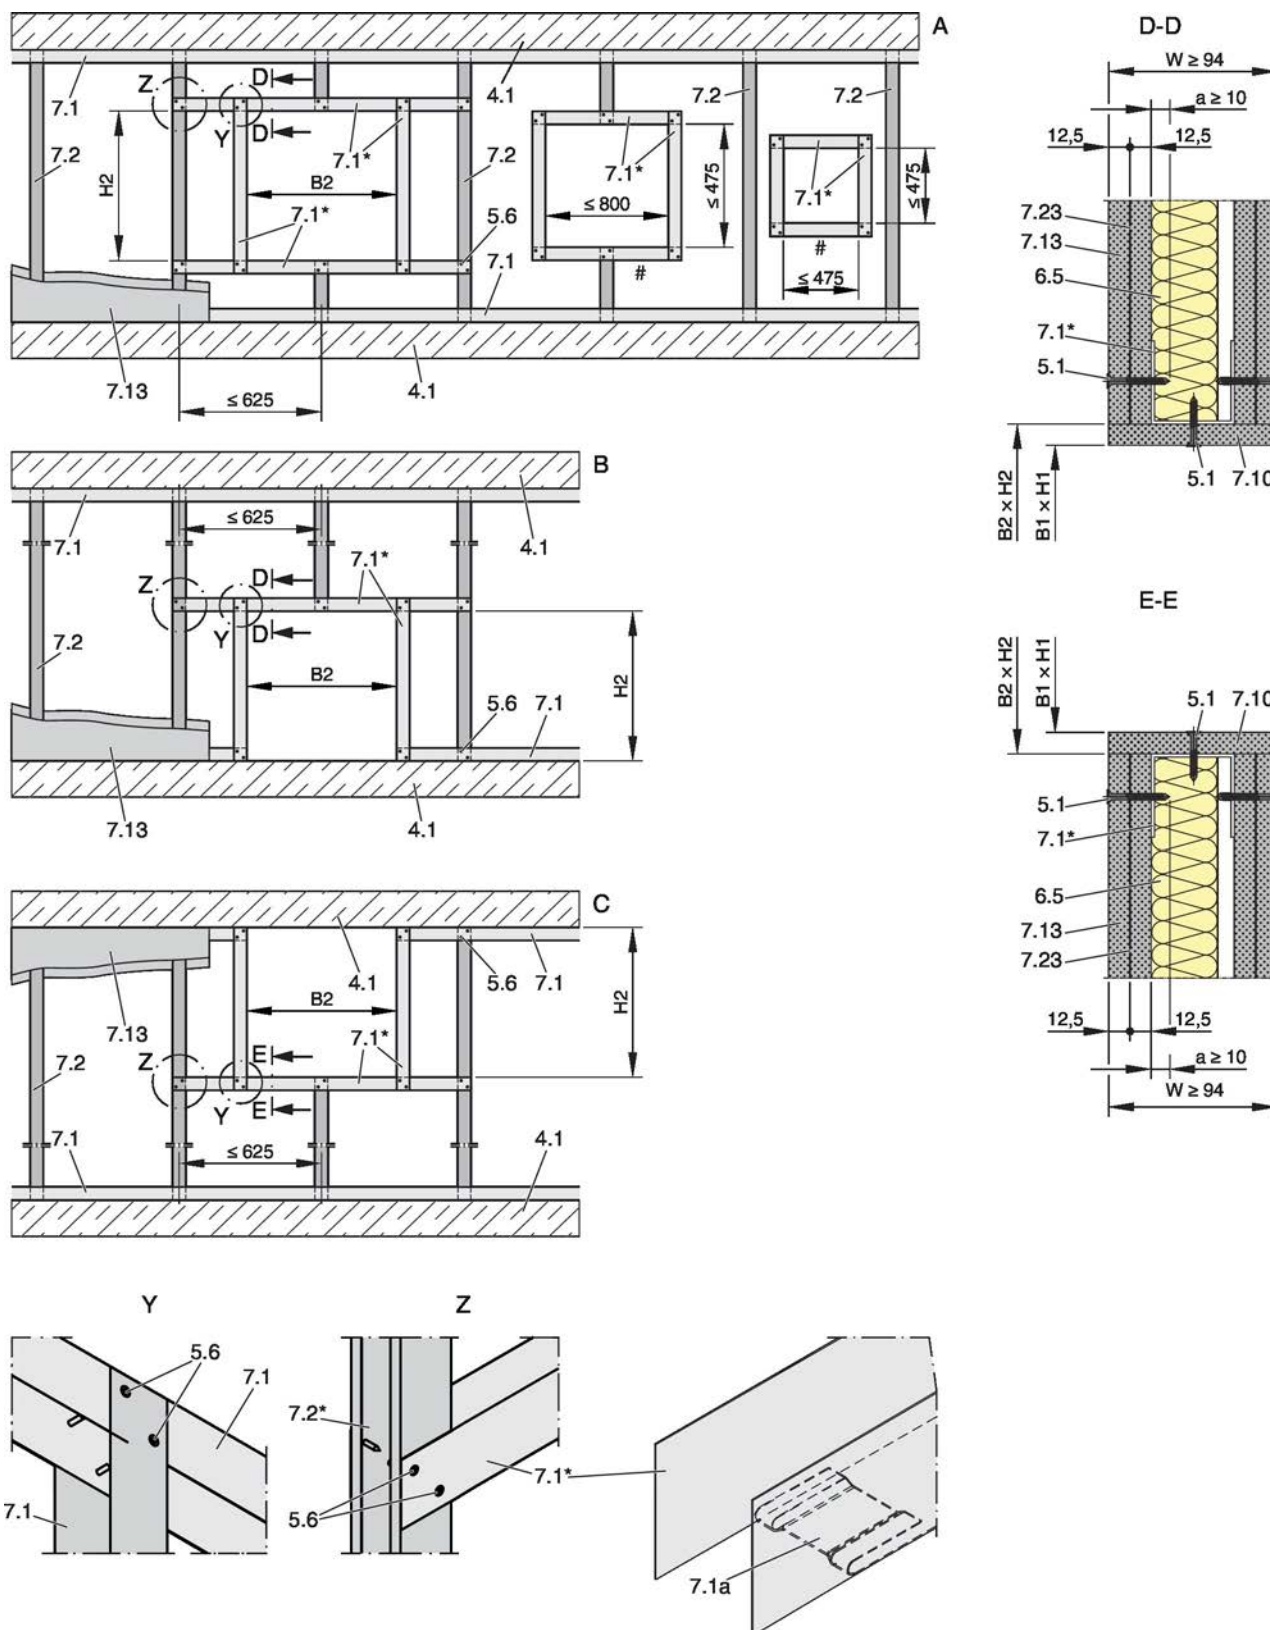 A
4.1
7.1
Z
D
7.2
7.2
7.1*
7.1*
Y
D
7.1*
7.2
H2
7.2
B2
≤ 475
≤ 475
≤ 800
7.1*
5.6
7.1
#
#
≤ 475
7.13
4.1
≤ 625
B
7.1
≤ 625
4.1
7.1*
Z
D
Y
D
7.2
B2
H2
5.6
7.1
7.13
4.1
C
4.1
5.6
7.1
H2
7.13
B2
7.1*
Z
E
7.2
Y
E
7.1
≤ 625
4.1
D-D
W ≥ 94
a ≥ 10
12,5
12,5
7.23
7.13
6.5
7.1*
5.1
5.1
7.10
B2 × H2
B1 × H1
E-E
B2 × H2
B1 × H1
5.1
7.10
5.1
7.1*
6.5
7.13
7.23
12,5
12,5
a ≥ 10
W ≥ 94
Y
5.6
7.1
7.1
Z
7.2*
7.1*
5.6
7.1a